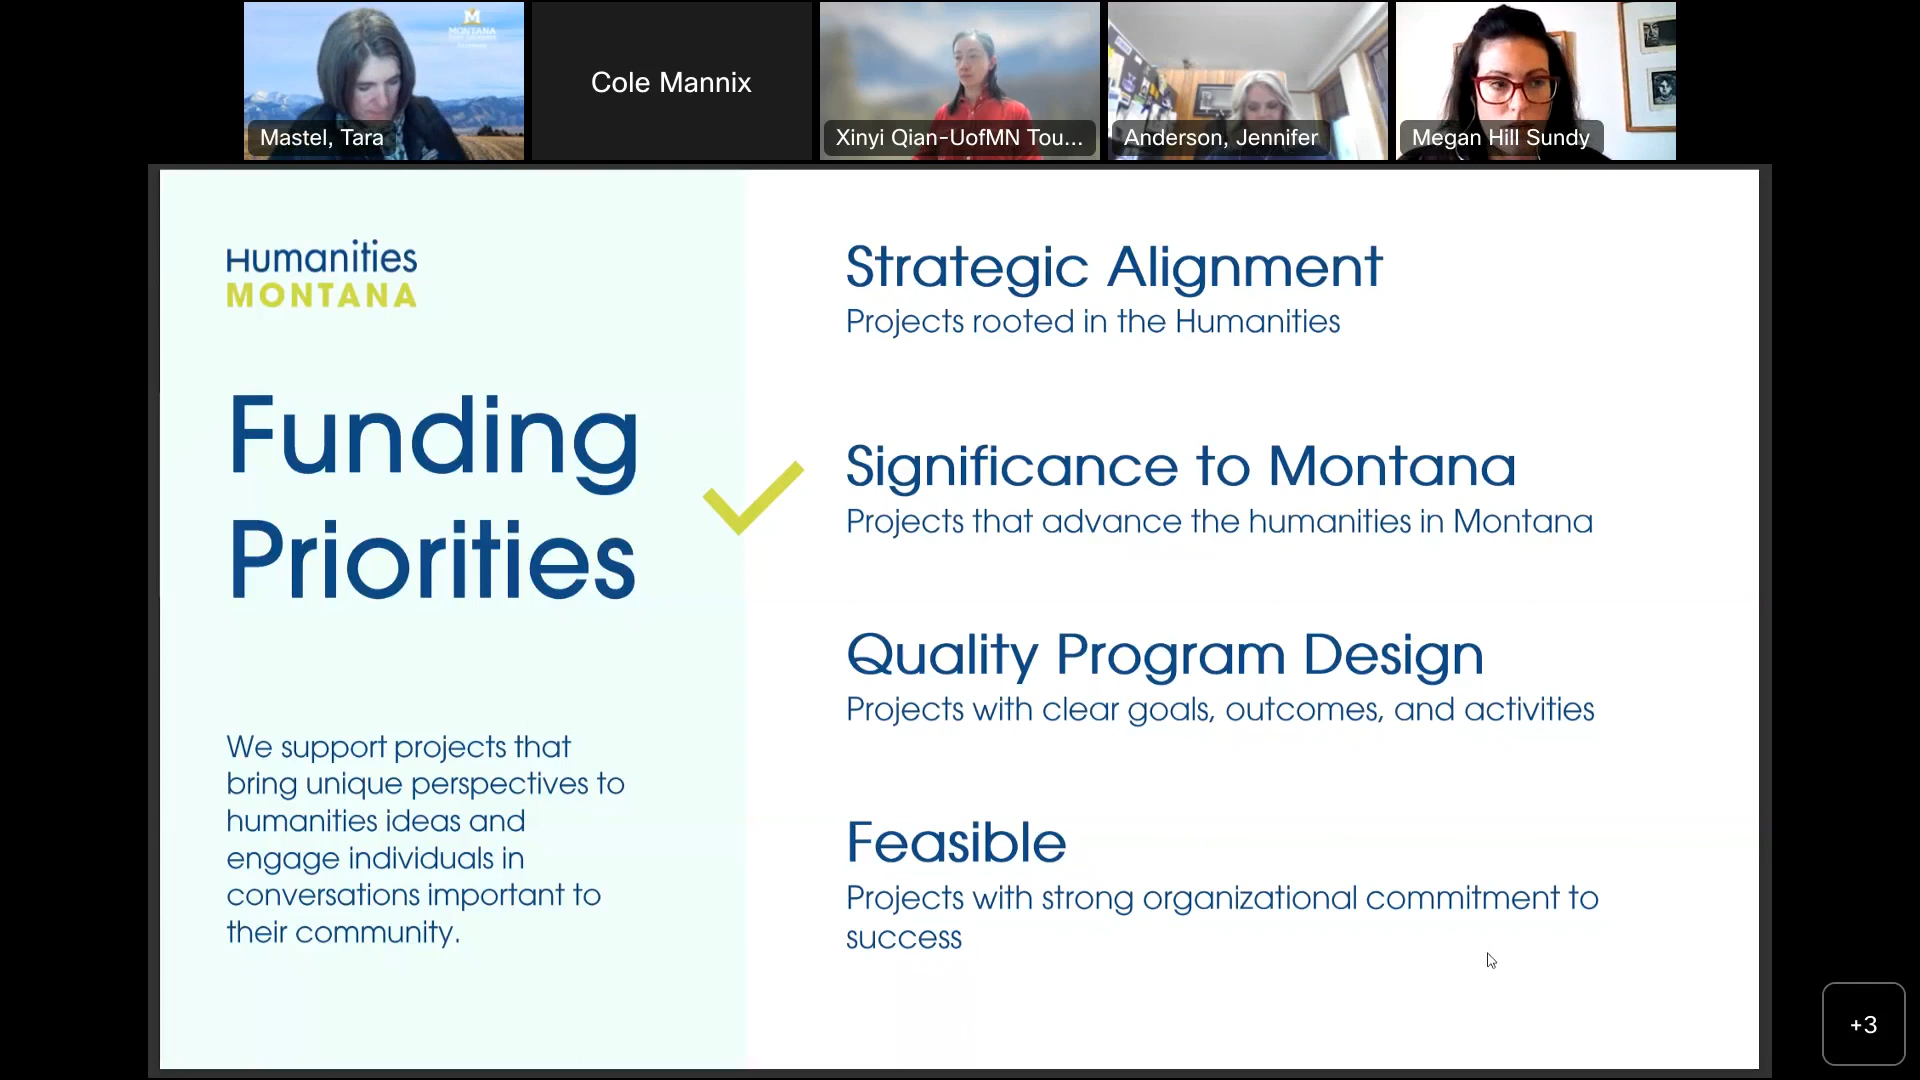 MONTANA
Mastel, Tara
Cole Mannix
Xinyi Qian-UofMN Tou...
Anderson, Jennifer
Megan Hill Sundy
Humanities
MONTANA
Funding
Priorities
We support projects that
bring unique perspectives to
humanities ideas and
engage individuals in
conversations important to
their community.
Strategic Alignment
Projects rooted in the Humanities
Significance to Montana
Projects that advance the humanities in Montana
Quality Program Design
Projects with clear goals, outcomes, and activities
Feasible
Projects with strong organizational commitment to
success
+3